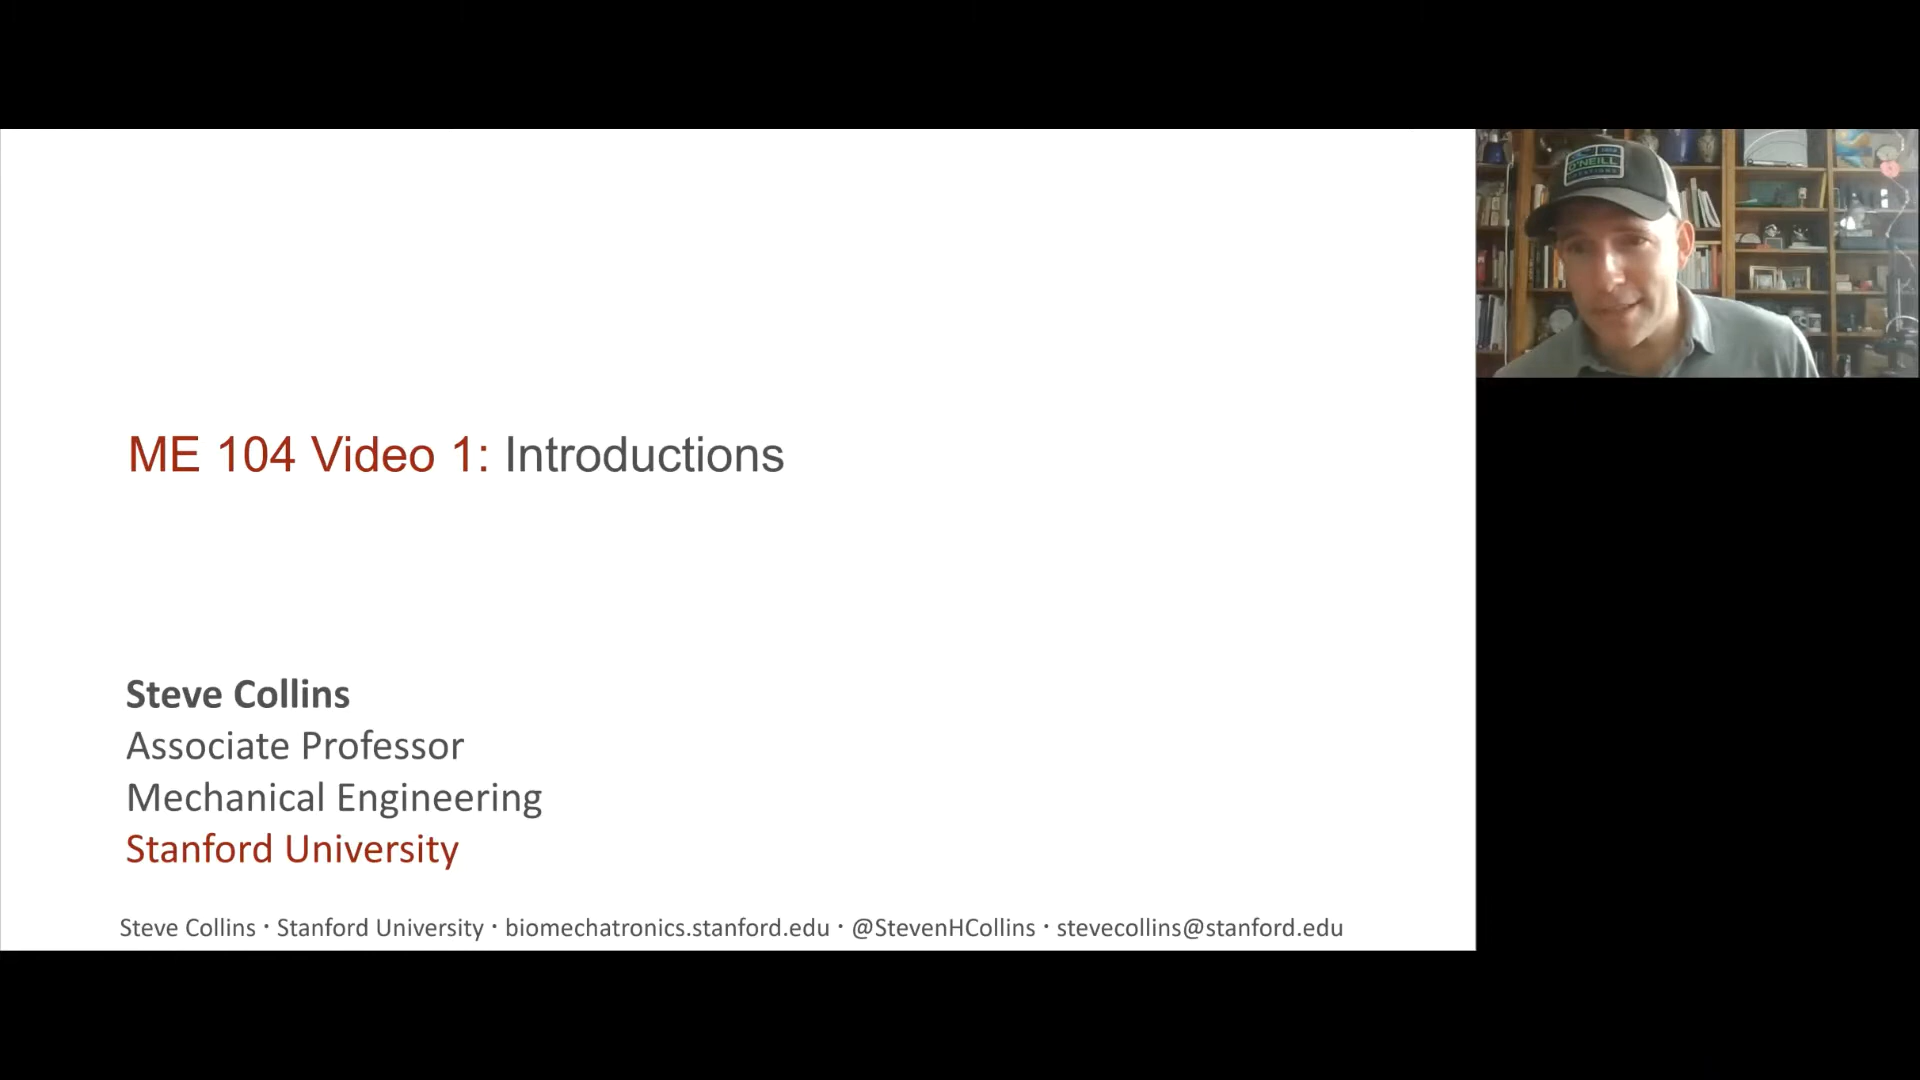 ME 104 Video 1: Introductions
Steve Collins
Associate Professor
Mechanical Engineering
Stanford University
Steve Collins · Stanford University · biomechatronics.stanford.edu · @StevenHCollins · stevecollins@stanford.edu
O'NEILL